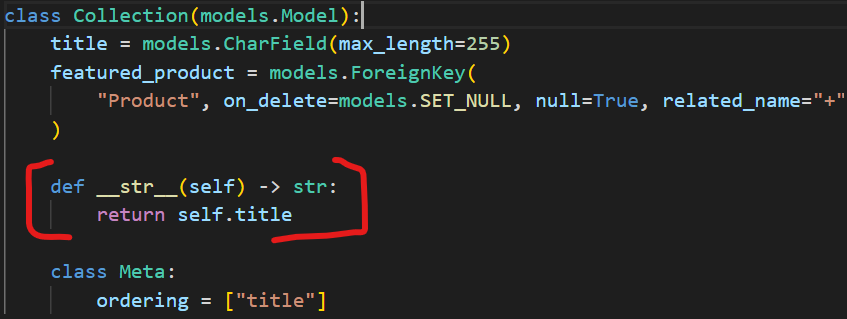 class Collection(models.Model):
    title = models.CharField(max_length=255)
    featured_product = models.ForeignKey(
        "Product", on_delete=models.SET_NULL, null=True, related_name="+"
    )
    def __str__(self) -> str:
        return self.title
    class Meta:
        ordering = ["title"]